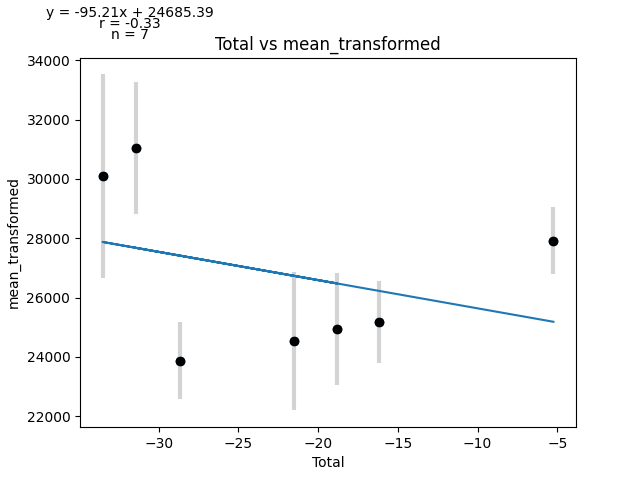 y = -95.21x + 24685.39
r = -0.33
n = 7
Total vs mean_transformed
34000
32000
30000
28000
26000
24000
22000
mean_transformed
−30
−25
−20
−15
−10
−5
Total